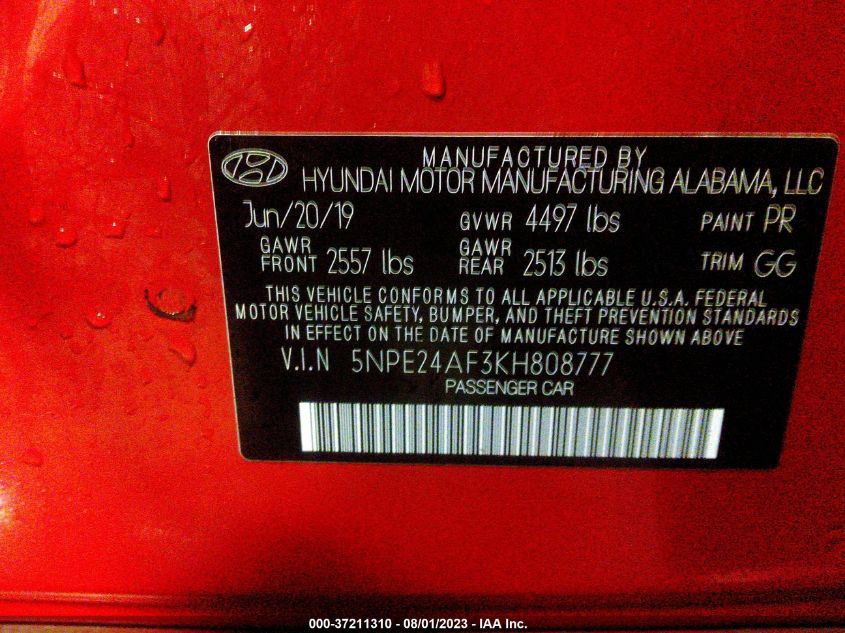 MANUFACTURED BY
HYUNDAI MOTOR MANUFACTURING ALABAMA, LLC
Jun/20/19 GVWR 4497 lbs PAINT PR
GAWR FRONT 2557 lbs GAWR REAR 2513 lbs TRIM GG
THIS VEHICLE CONFORMS TO ALL APPLICABLE U.S.A. FEDERAL
MOTOR VEHICLE SAFETY, BUMPER, AND THEFT PREVENTION STANDARDS
IN EFFECT ON THE DATE OF MANUFACTURE SHOWN ABOVE
V.I.N 5NPE24AF3KH808777
PASSENGER CAR
000-37211310 - 08/01/2023 - IAA Inc.